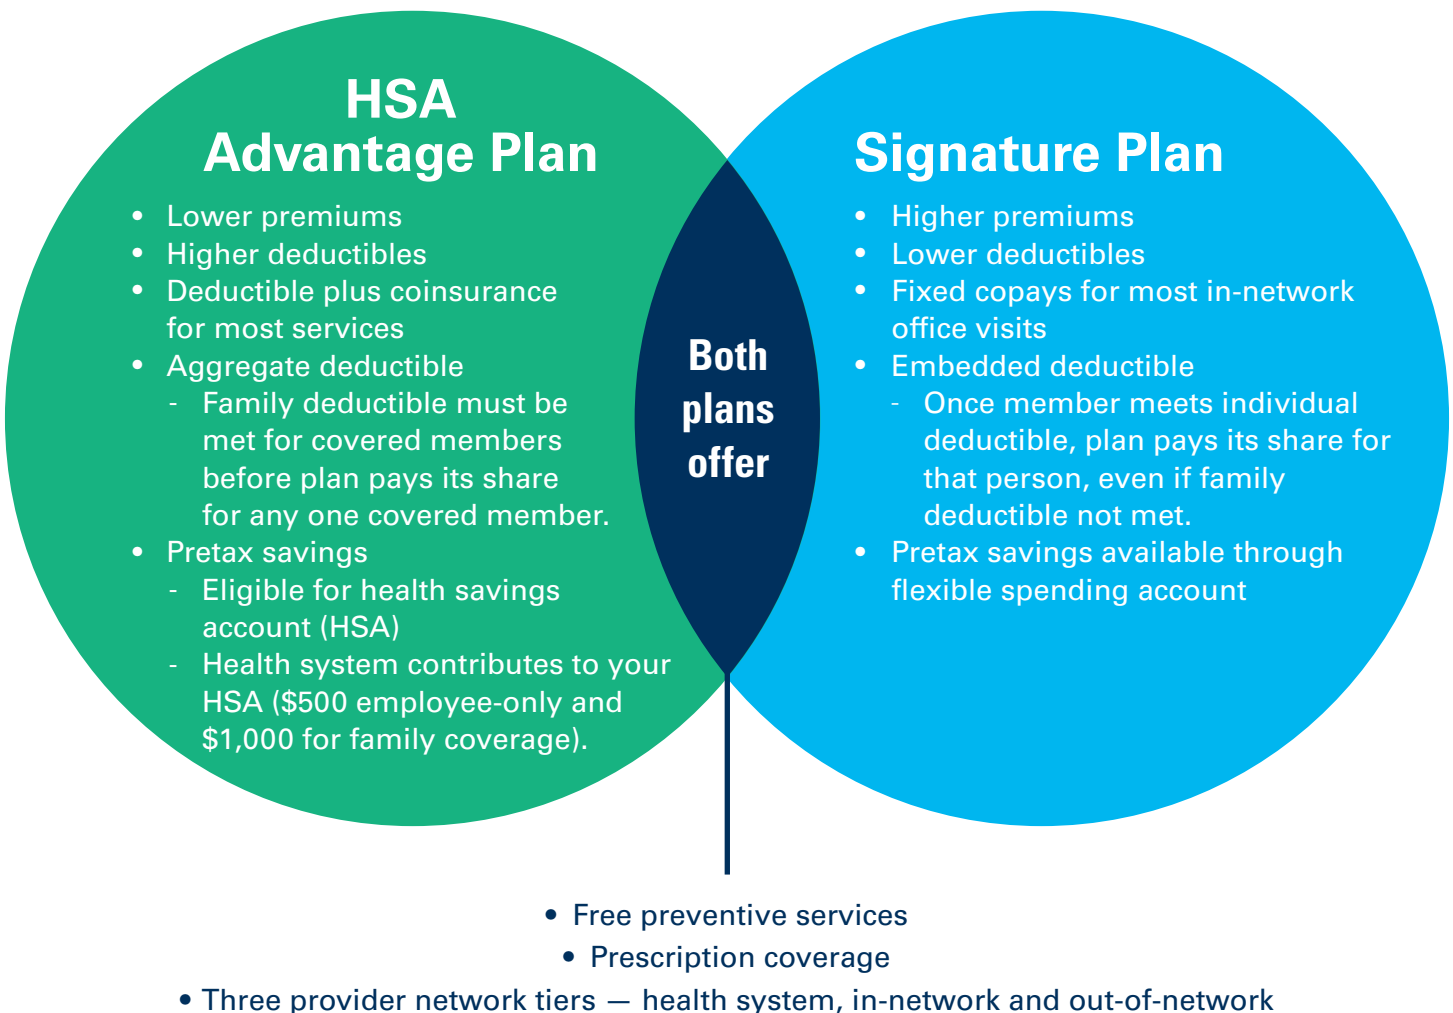 HSA
Advantage Plan
• Lower premiums
• Higher deductibles
• Deductible plus coinsurance
for most services
• Aggregate deductible
- Family deductible must be
met for covered members
before plan pays its share
for any one covered member.
• Pretax savings
- Eligible for health savings
account (HSA)
- Health system contributes to your
HSA ($500 employee-only and
$1,000 for family coverage).
Both
plans
offer
Signature Plan
• Higher premiums
• Lower deductibles
• Fixed copays for most in-network
office visits
• Embedded deductible
- Once member meets individual
deductible, plan pays its share for
that person, even if family
deductible not met.
• Pretax savings available through
flexible spending account
• Free preventive services
• Prescription coverage
• Three provider network tiers — health system, in-network and out-of-network